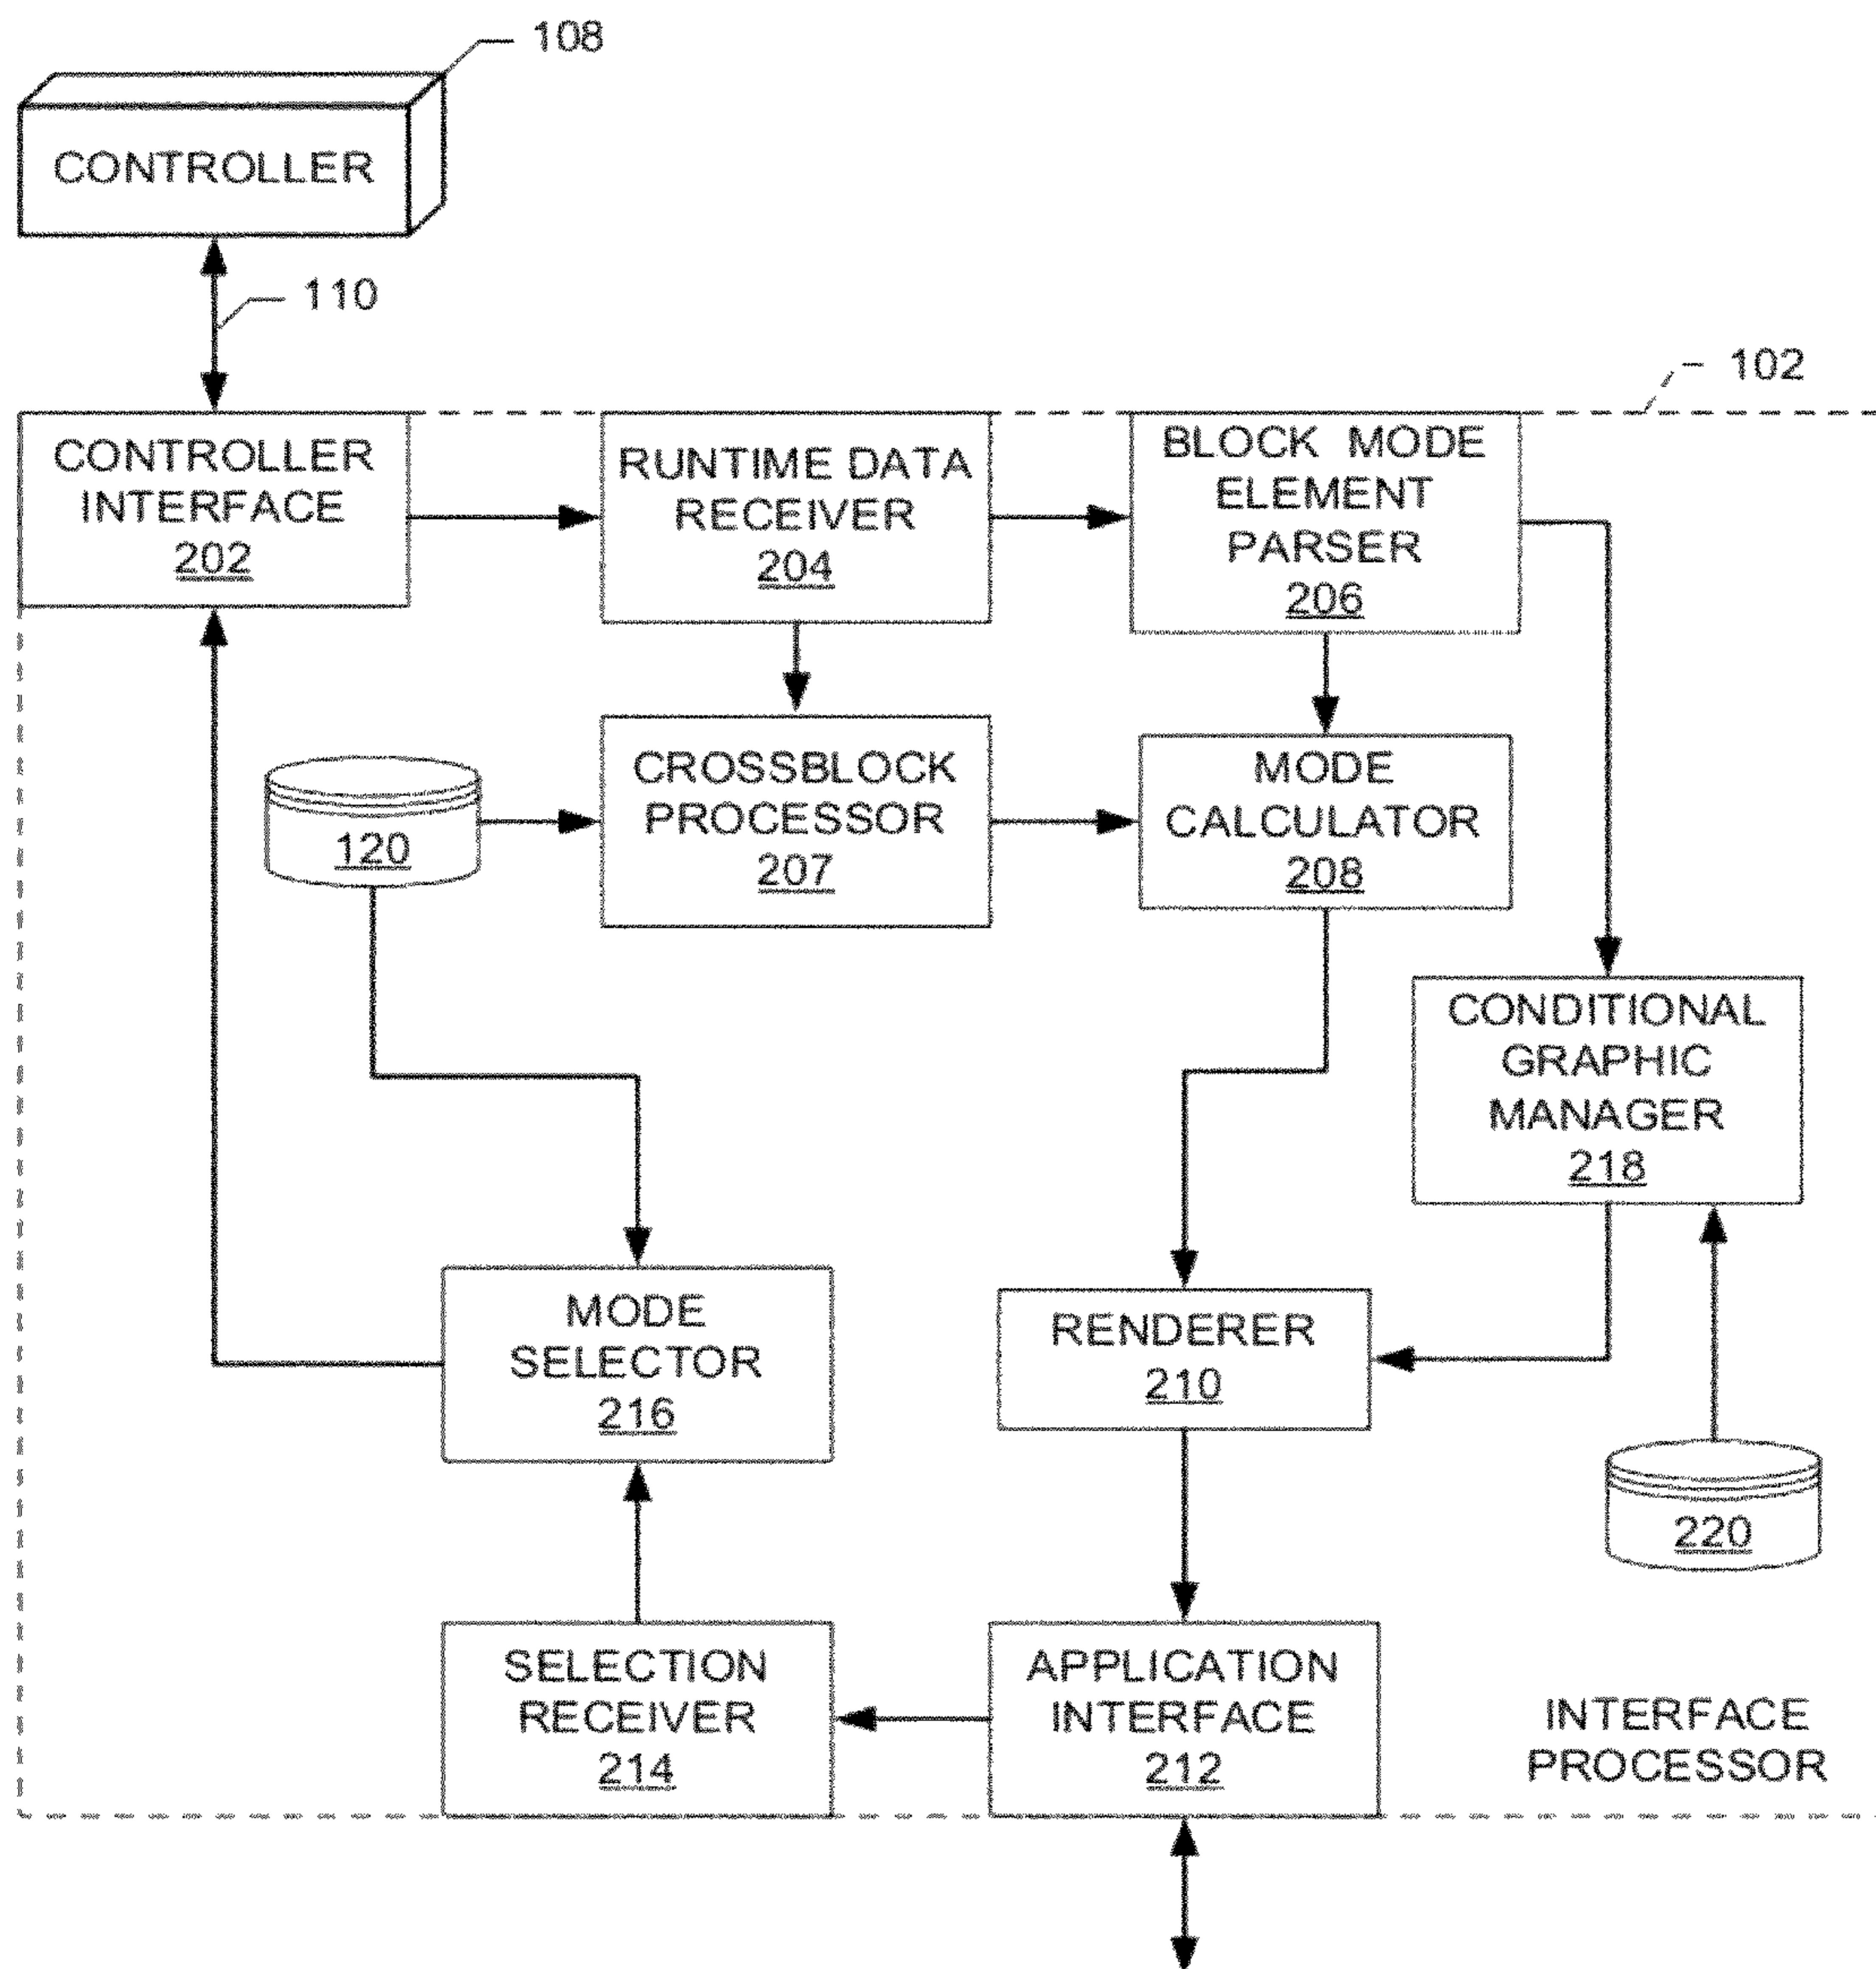 108
CONTROLLER
110
102
CONTROLLER
INTERFACE
202
RUNTIME DATA
RECEIVER
204
BLOCK MODE
ELEMENT
PARSER
206
120
CROSSBLOCK
PROCESSOR
207
MODE
CALCULATOR
208
CONDITIONAL
GRAPHIC
MANAGER
218
MODE
SELECTOR
216
RENDERER
210
220
SELECTION
RECEIVER
214
APPLICATION
INTERFACE
212
INTERFACE
PROCESSOR